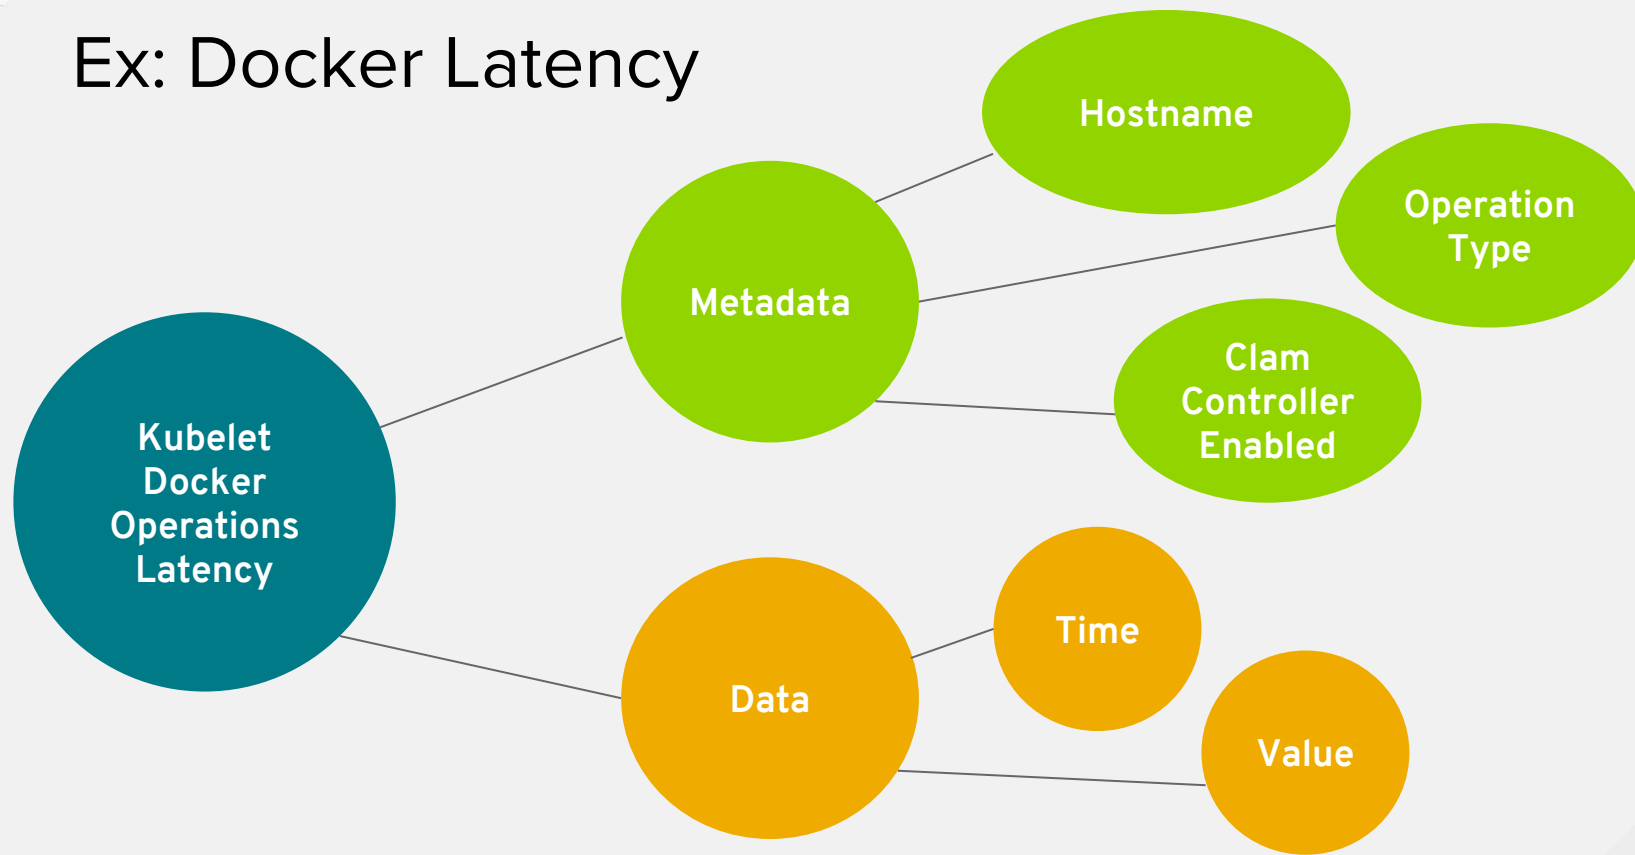 Ex: Docker Latency
Hostname
Operation
Type
Metadata
Clam
Controller
Enabled
Kubelet
Docker
Operations
Latency
Time
Data
Value